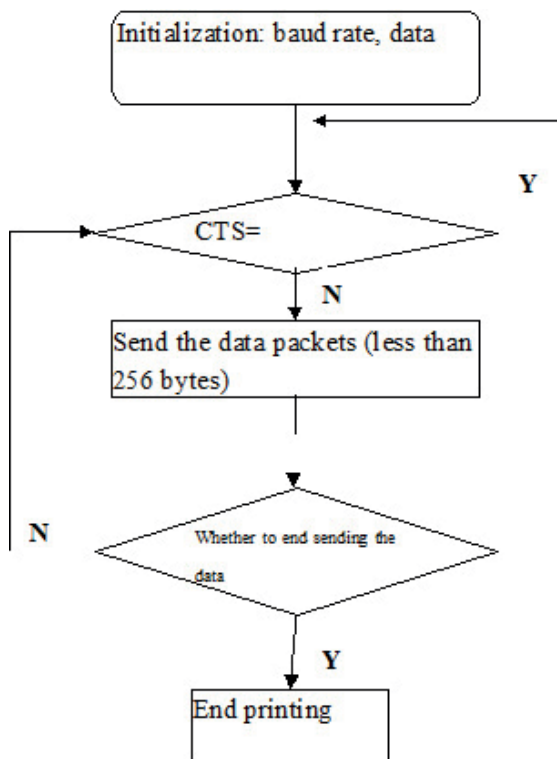 Initialization: baud rate, data
Y
CTS=
N
Send the data packets (less than
256 bytes)
N
Whether to end sending the
data
Y
End printing